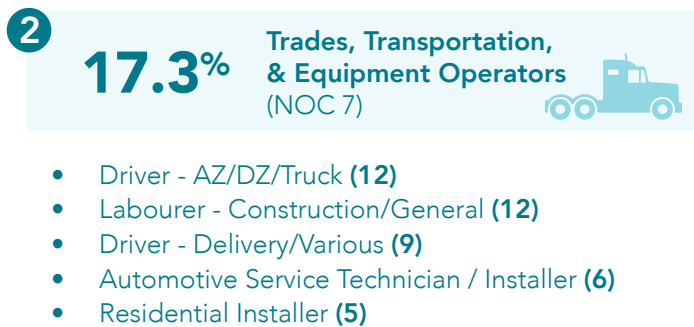 2
17.3%
Trades, Transportation,
& Equipment Operators
(NOC 7)
• Driver - AZ/DZ/Truck (12)
• Labourer - Construction/General (12)
• Driver - Delivery/Various (9)
• Automotive Service Technician / Installer (6)
• Residential Installer (5)